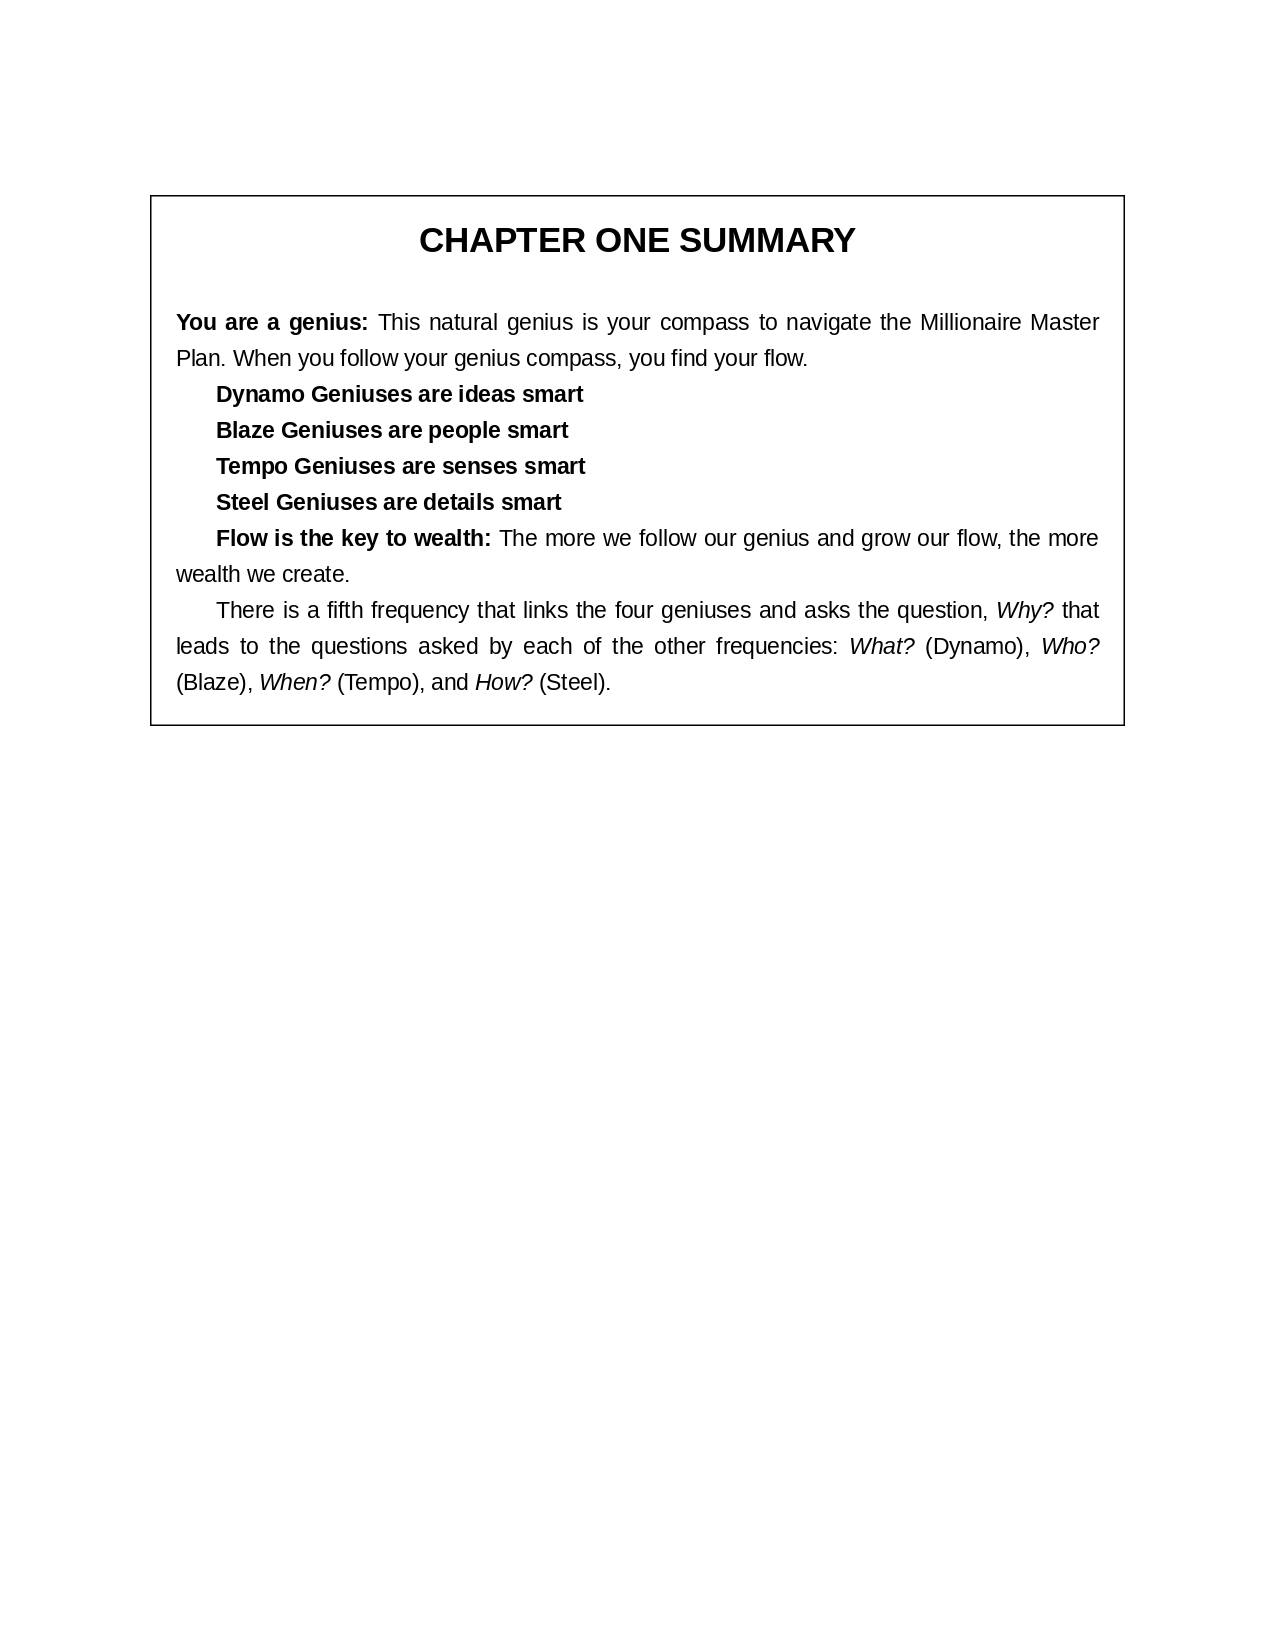 CHAPTER ONE SUMMARY
You are a genius: This natural genius is your compass to navigate the Millionaire Master
Plan. When you follow your genius compass, you find your flow.
Dynamo Geniuses are ideas smart
Blaze Geniuses are people smart
Tempo Geniuses are senses smart
Steel Geniuses are details smart
Flow is the key to wealth: The more we follow our genius and grow our flow, the more
wealth we create.
There is a fifth frequency that links the four geniuses and asks the question, Why? that
leads to the questions asked by each of the other frequencies: What? (Dynamo), Who?
(Blaze), When? (Tempo), and How? (Steel).